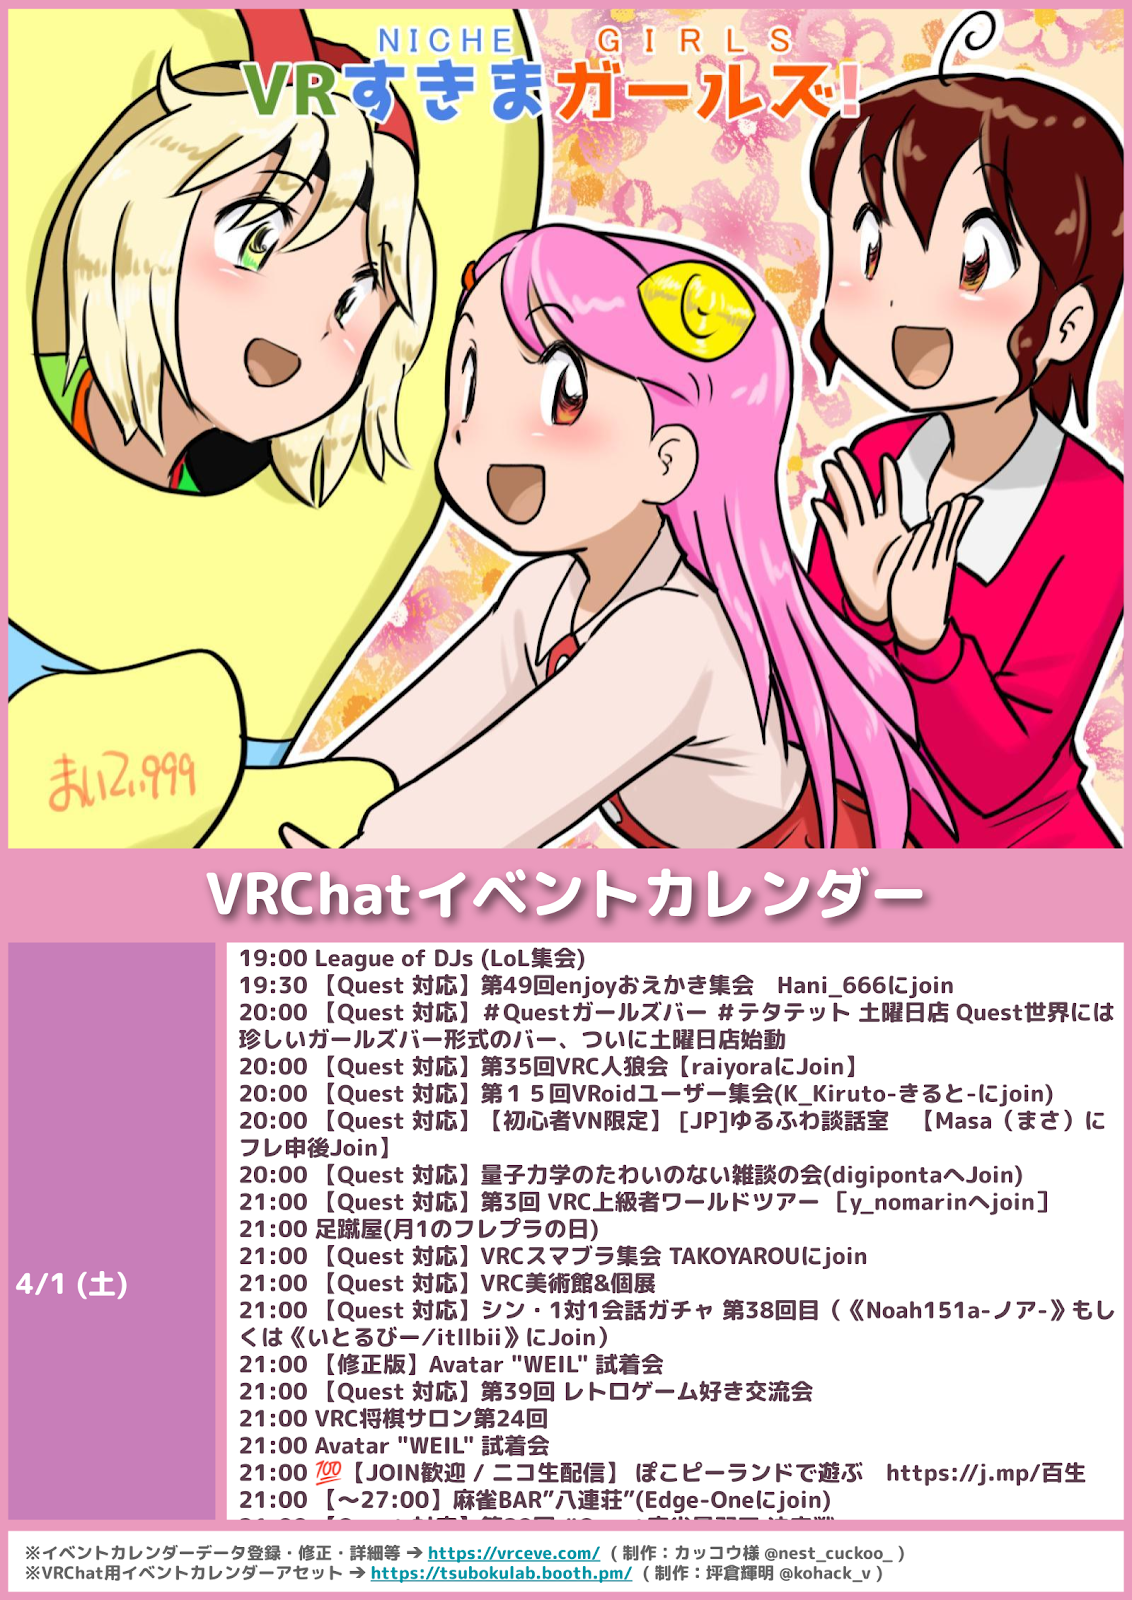 NICHE GIRLS
VRすきまガールズ!
まいてい999
VRChatイベントカレンダー
4/1 (土)
19:00 League of DJs (LoL集会)
19:30 【Quest 対応】第49回enjoyおえかき集会　Hani_666にjoin
20:00 【Quest 対応】＃Questガールズバー ＃テタテット 土曜日店 Quest世界には
珍しいガールズバー形式のバー、ついに土曜日店始動
20:00 【Quest 対応】第35回VRC人狼会【raiyoraにJoin】
20:00 【Quest 対応】第１５回VRoidユーザー集会(K_Kiruto-きると-にjoin)
20:00 【Quest 対応】【初心者VN限定】 [JP]ゆるふわ談話室　【Masa（まさ）に
フレ申後Join】
20:00 【Quest 対応】量子力学のたわいのない雑談の会(digipontaへJoin)
21:00 【Quest 対応】第3回 VRC上級者ワールドツアー ［y_nomarinへjoin］
21:00 足蹴屋(月1のフレプラの日)
21:00 【Quest 対応】VRCスマブラ集会 TAKOYAROUにjoin
21:00 【Quest 対応】VRC美術館&個展
21:00 【Quest 対応】シン・1対1会話ガチャ 第38回目（《Noah151a-ノア-》もし
くは《いとるびー/itllbii》にJoin）
21:00 【修正版】Avatar "WEIL" 試着会
21:00 【Quest 対応】第39回 レトロゲーム好き交流会
21:00 VRC将棋サロン第24回
21:00 Avatar "WEIL" 試着会
21:00 💯【JOIN歓迎 / ニコ生配信】 ぽこピーランドで遊ぶ　https://j.mp/百生
21:00 【～27:00】麻雀BAR”八連荘”(Edge-Oneにjoin)
※イベントカレンダーデータ登録・修正・詳細等 ➔ https://vrceve.com/ ( 制作：カッコウ様 @nest_cuckoo_ )
※VRChat用イベントカレンダーアセット ➔ https://tsubokulab.booth.pm/ ( 制作：坪倉輝明 @kohack_v )